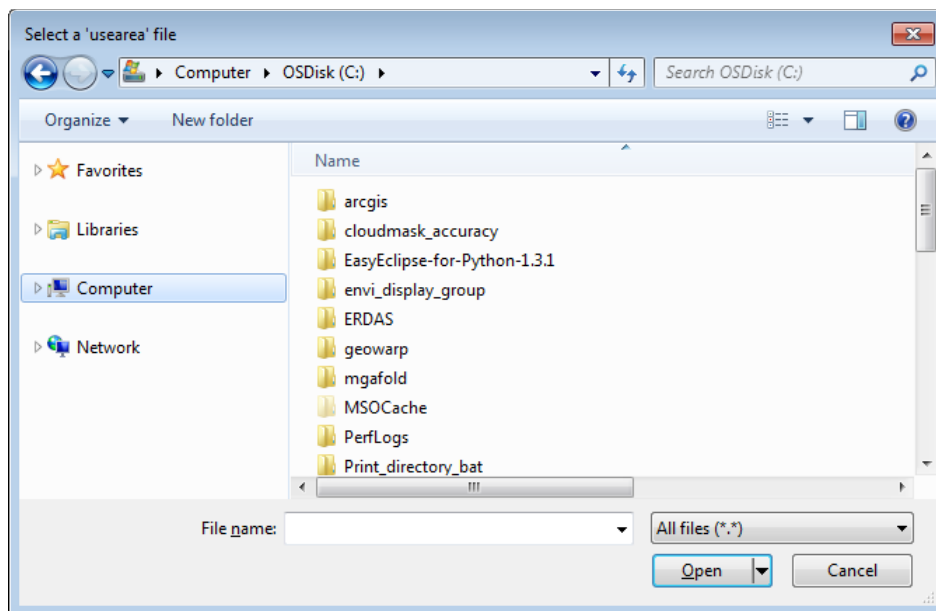 Select a 'usearea' file
Computer OSDisk (C:) Search OSDisk (C:)
Organize New folder
Name
Favorites
Libraries
Computer
Network
arcgis
cloudmask_accuracy
EasyEclipse-for-Python-1.3.1
envi_display_group
ERDAS
geowarp
mgafold
MSOCache
PerfLogs
Print_directory_bat
File name: All files (*.*)
Open Cancel